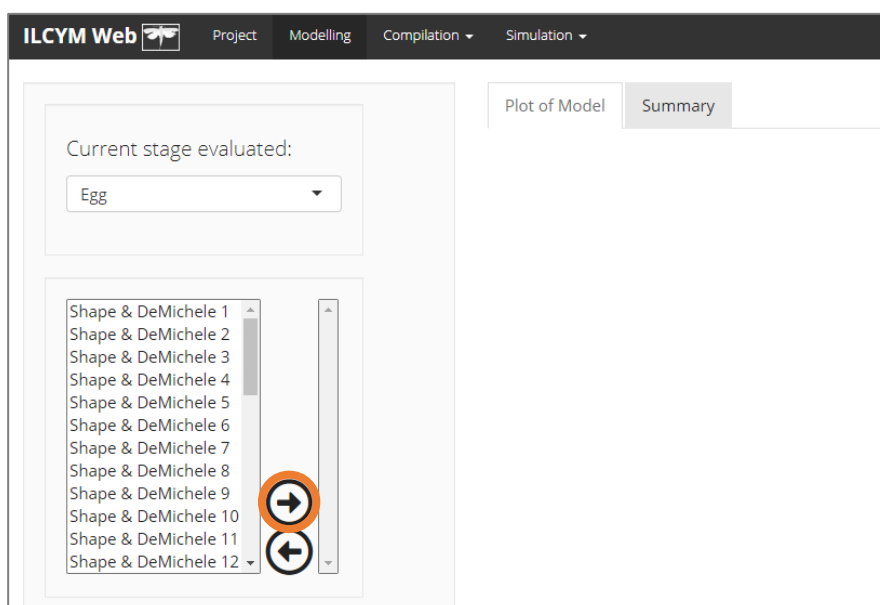 ILCYM Web Project Modelling Compilation Simulation
Plot of Model Summary
Current stage evaluated:
Egg
Shape & DeMichele 1
Shape & DeMichele 2
Shape & DeMichele 3
Shape & DeMichele 4
Shape & DeMichele 5
Shape & DeMichele 6
Shape & DeMichele 7
Shape & DeMichele 8
Shape & DeMichele 9
Shape & DeMichele 10
Shape & DeMichele 11
Shape & DeMichele 12